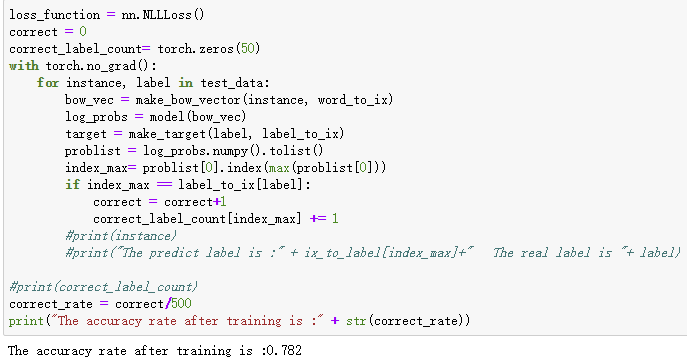 loss_function = nn.NLLLoss()
correct = 0
correct_label_count= torch.zeros(50)
with torch.no_grad():
    for instance, label in test_data:
        bow_vec = make_bow_vector(instance, word_to_ix)
        log_probs = model(bow_vec)
        target = make_target(label, label_to_ix)
        problist = log_probs.numpy().tolist()
        index_max= problist[0].index(max(problist[0]))
        if index_max == label_to_ix[label]:
            correct = correct+1
            correct_label_count[index_max] += 1
        #print(instance)
        #print("The predict label is :" + ix_to_label[index_max]+"  The real label is "+ label)

#print(correct_label_count)
correct_rate = correct/500
print("The accuracy rate after training is :" + str(correct_rate))
The accuracy rate after training is :0.782